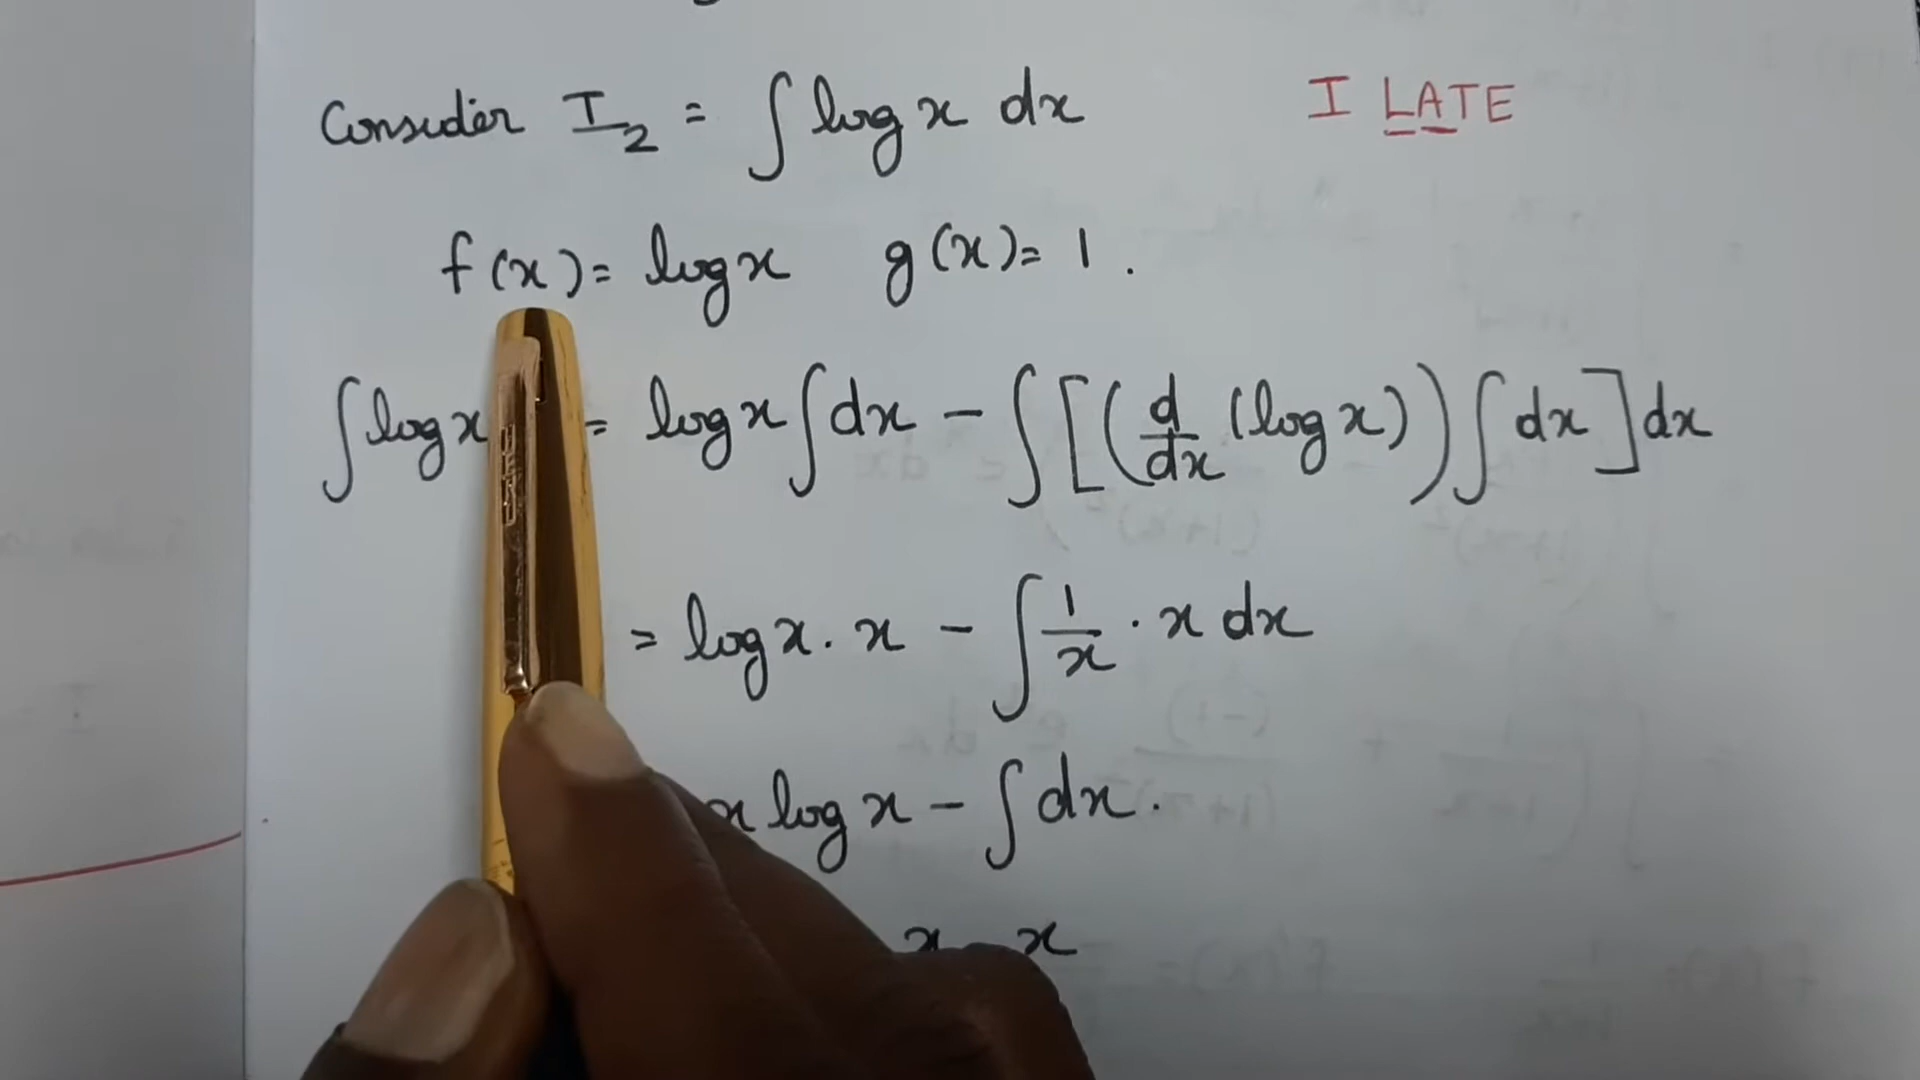 Consider I₂ = ∫ log x dx I LATE
f(x) = log x g(x) = 1 .
∫ log x = log x ∫ dx − ∫ [ ( d/dx (log x) ) ∫ dx ] dx
= log x . x − ∫ 1/x · x dx
x log x − ∫ dx .
x x